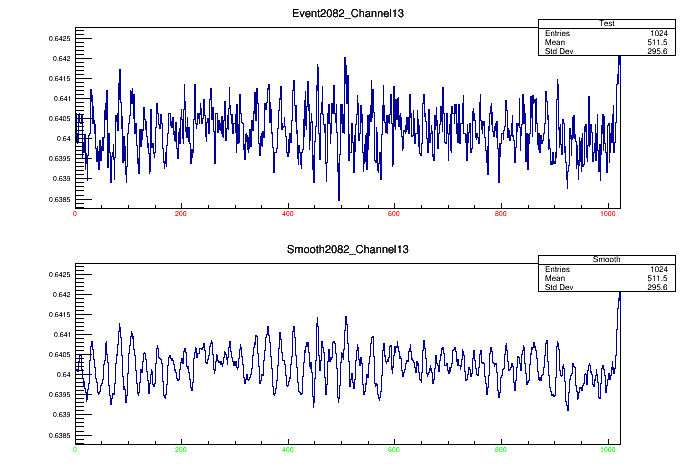 Event2082_Channel13
Test
Entries 1024
Mean 511.5
Std Dev 295.6
0.6425
0.642
0.6415
0.641
0.6405
0.64
0.6395
0.639
0.6385
0 200 400 600 800 1000
Smooth2082_Channel13
Smooth
Entries 1024
Mean 511.5
Std Dev 295.6
0.6425
0.642
0.6415
0.641
0.6405
0.64
0.6395
0.639
0.6385
0 200 400 600 800 1000